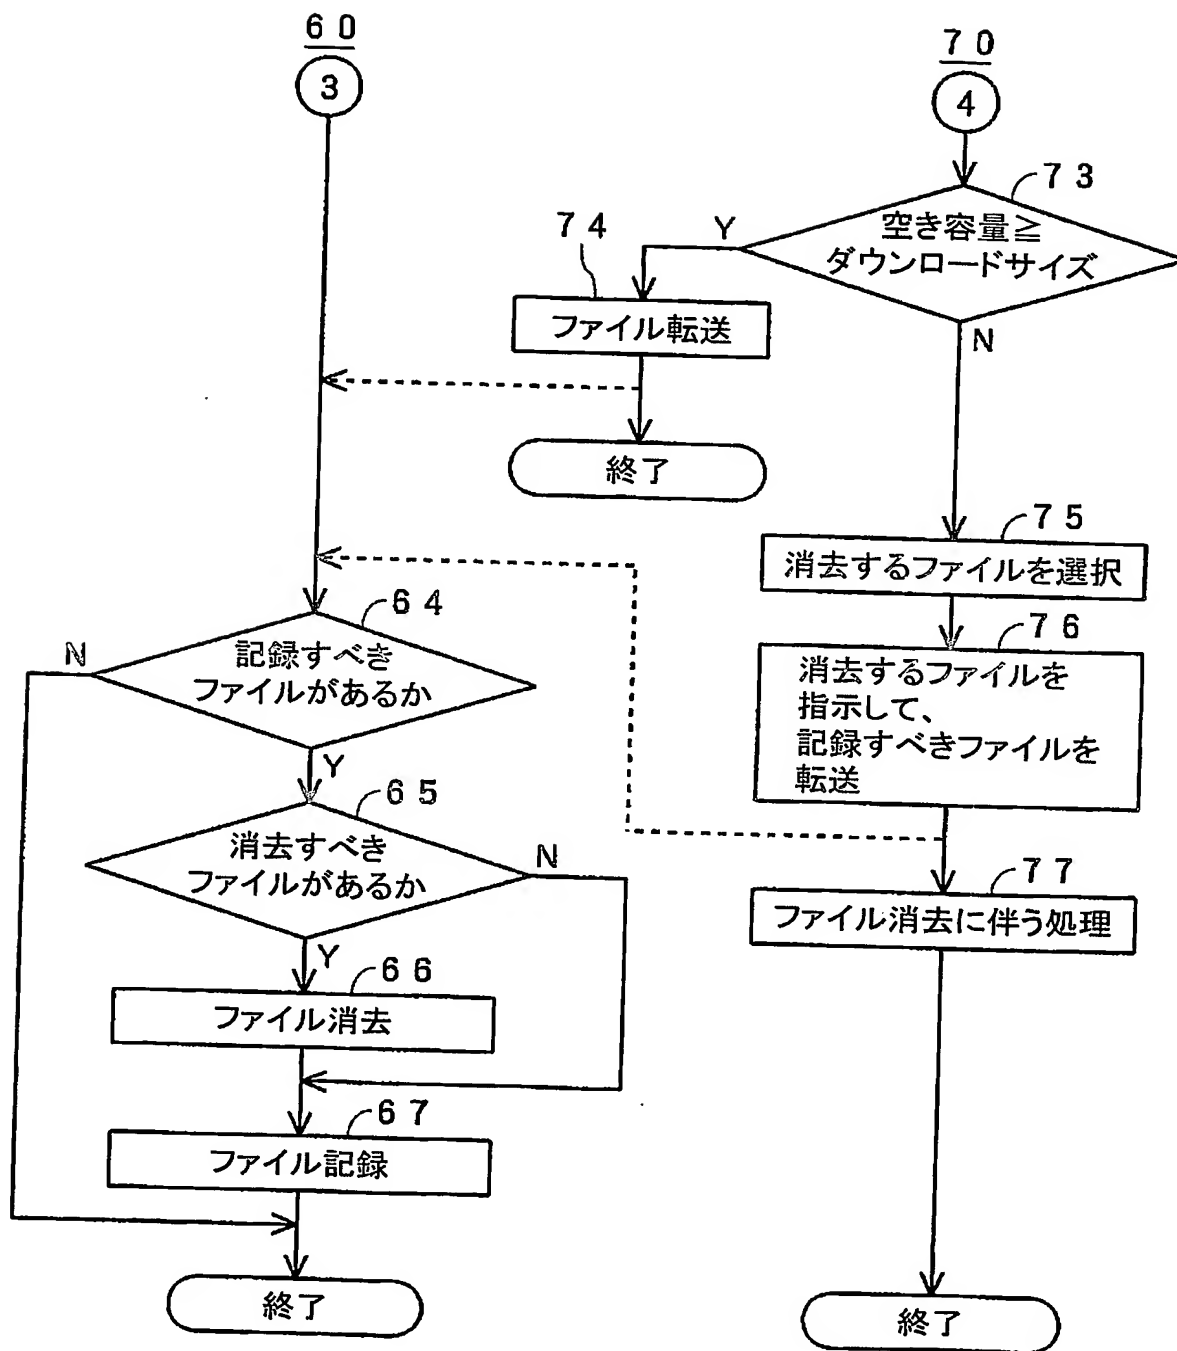 ６０
3
７０
4
７３
空き容量≧
ダウンロードサイズ
Y
N
７４
ファイル転送
終了
７５
消去するファイルを選択
７６
消去するファイルを
指示して、
記録すべきファイルを
転送
７７
ファイル消去に伴う処理
終了
６４
記録すべき
ファイルがあるか
N
Y
６５
消去すべき
ファイルがあるか
N
Y
６６
ファイル消去
６７
ファイル記録
終了